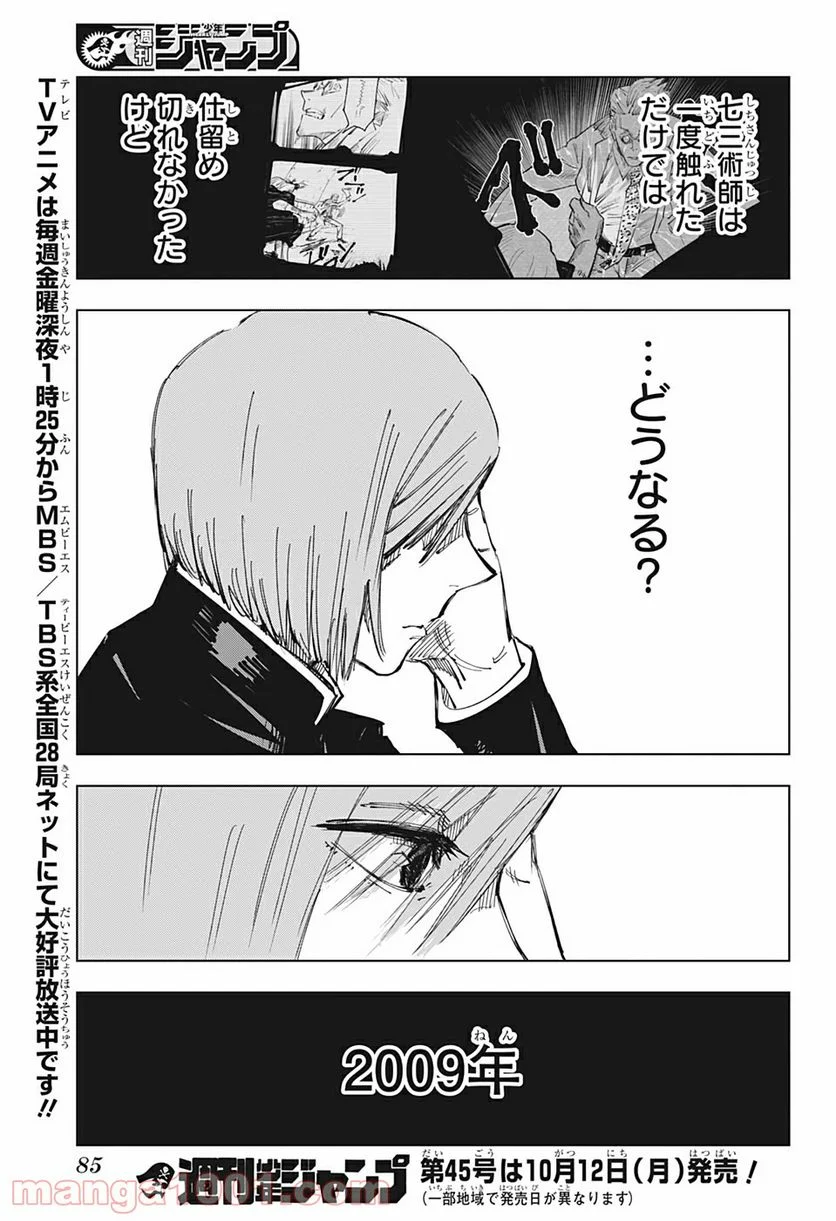 週刊少年ジャンプ
七三術師は
一度触れた
だけでは
仕留め
切れなかった
けど
…どうなる?
2009年
TVアニメは毎週金曜深夜1時25分からMBS/TBS系全国28局ネットにて大好評放送中です!!
85
週刊少年ジャンプ
第45号は10月12日(月)発売!
(一部地域で発売日が異なります)
manga1001.com